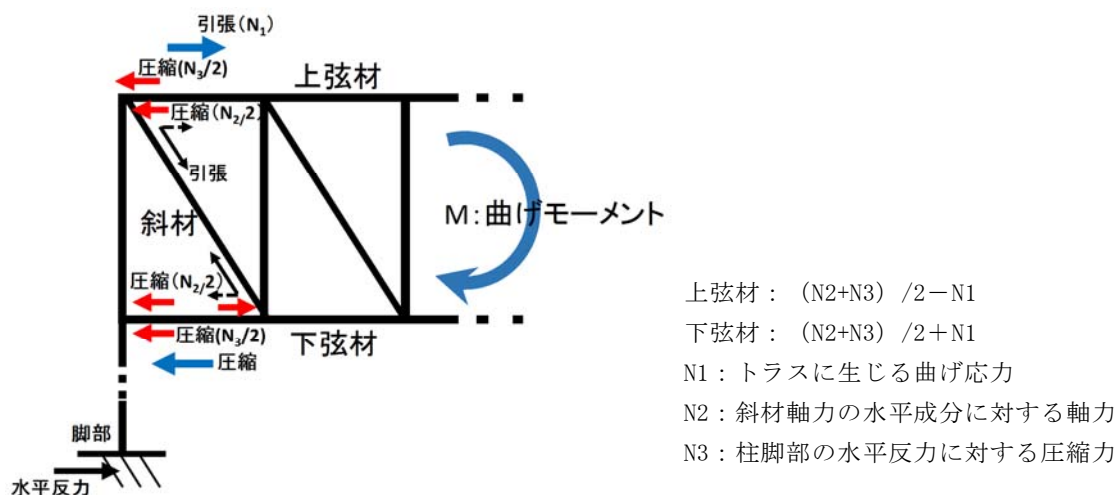 引張(N₁)
圧縮(N₃/2)
上弦材
圧縮(N₂/2)
引張
M:曲げモーメント
斜材
圧縮(N₂/2)
圧縮(N₃/2)
下弦材
圧縮
脚部
水平反力
上弦材: (N2+N3) /2-N1
下弦材: (N2+N3) /2+N1
N1:トラスに生じる曲げ応力
N2:斜材軸力の水平成分に対する軸力
N3:柱脚部の水平反力に対する圧縮力